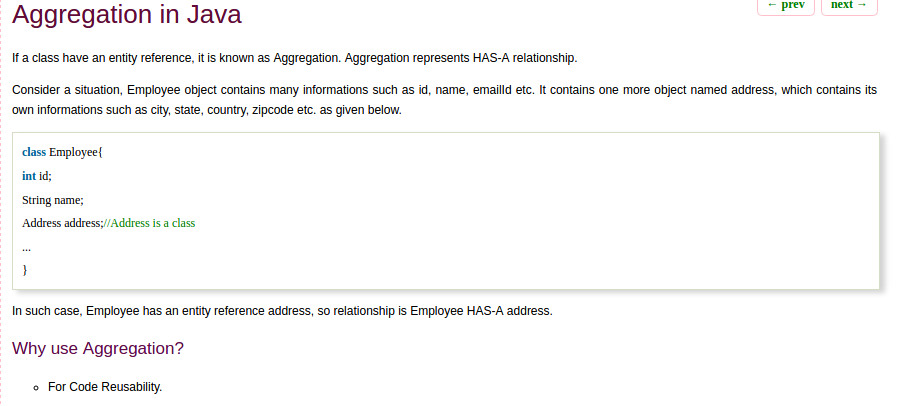 Aggregation in Java
← prev next →
If a class have an entity reference, it is known as Aggregation. Aggregation represents HAS-A relationship.
Consider a situation, Employee object contains many informations such as id, name, emailId etc. It contains one more object named address, which contains its
own informations such as city, state, country, zipcode etc. as given below.
class Employee{
int id;
String name;
Address address;//Address is a class
...
}
In such case, Employee has an entity reference address, so relationship is Employee HAS-A address.
Why use Aggregation?
For Code Reusability.